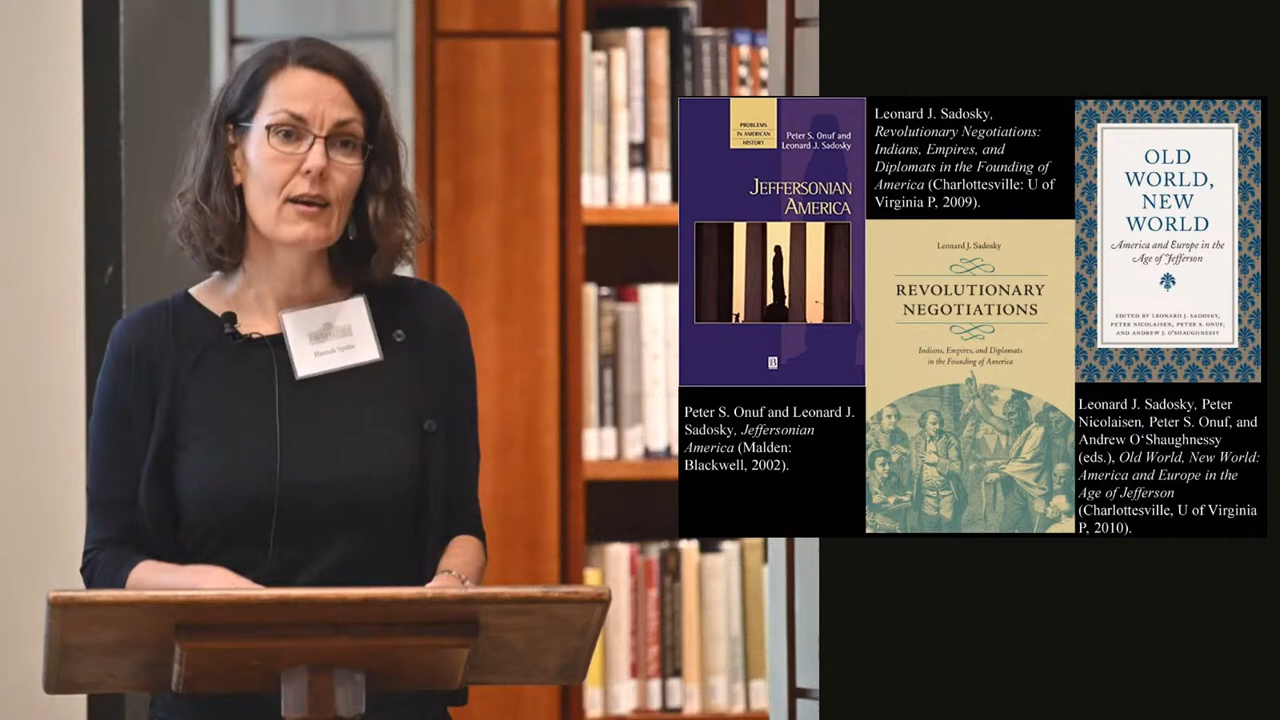 Hannah Spahn
PROBLEMS
IN AMERICAN
HISTORY
Peter S. Onuf and
Leonard J. Sadosky
JEFFERSONIAN
AMERICA
B
Peter S. Onuf and Leonard J.
Sadosky, Jeffersonian
America (Malden:
Blackwell, 2002).
Leonard J. Sadosky,
Revolutionary Negotiations:
Indians, Empires, and
Diplomats in the Founding of
America (Charlottesville: U of
Virginia P, 2009).
Leonard J. Sadosky
REVOLUTIONARY
NEGOTIATIONS
Indians, Empires, and Diplomats
in the Founding of America
OLD
WORLD,
NEW
WORLD
America and Europe in the
Age of Jefferson
EDITED BY LEONARD J. SADOSKY,
PETER NICOLAISEN, PETER S. ONUF,
AND ANDREW J. O'SHAUGHNESSY
Leonard J. Sadosky, Peter
Nicolaisen, Peter S. Onuf, and
Andrew O‘Shaughnessy
(eds.), Old World, New World:
America and Europe in the
Age of Jefferson
(Charlottesville, U of Virginia
P, 2010).